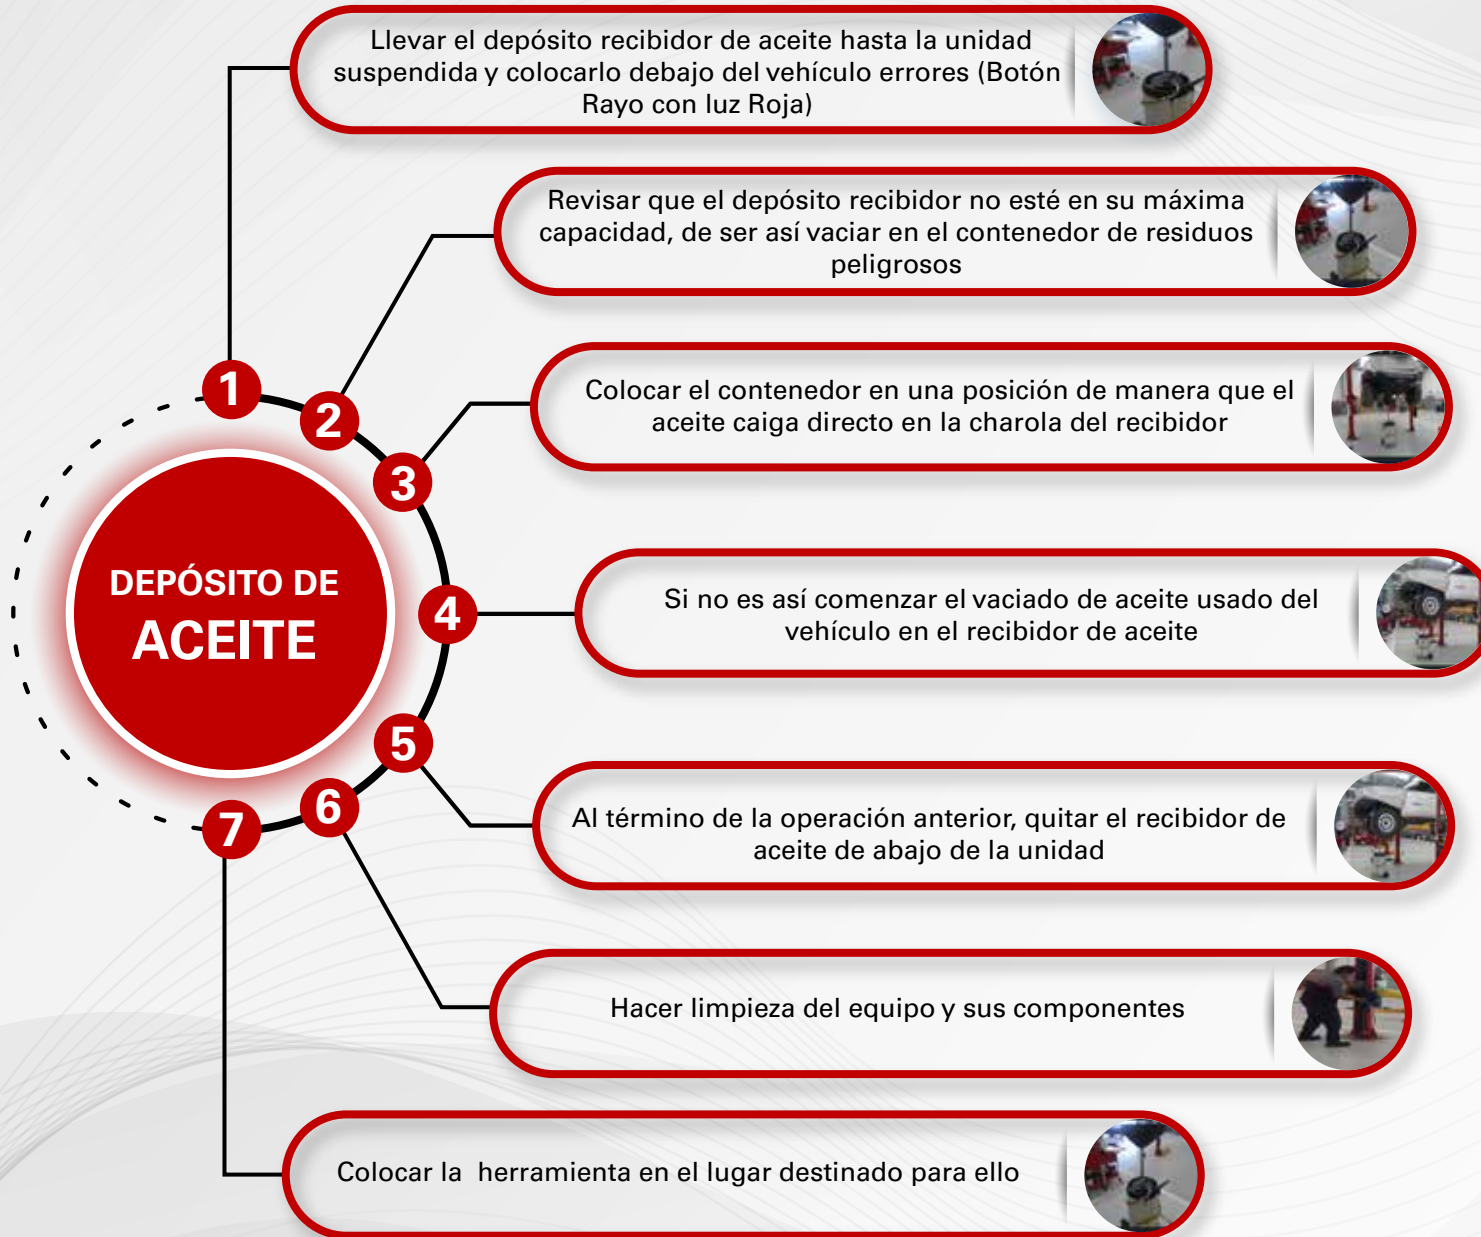 Llevar el depósito recibidor de aceite hasta la unidad
suspendida y colocarlo debajo del vehículo errores (Botón
Rayo con luz Roja)
Revisar que el depósito recibidor no esté en su máxima
capacidad, de ser así vaciar en el contenedor de residuos
peligrosos
Colocar el contenedor en una posición de manera que el
aceite caiga directo en la charola del recibidor
Si no es así comenzar el vaciado de aceite usado del
vehículo en el recibidor de aceite
Al término de la operación anterior, quitar el recibidor de
aceite de abajo de la unidad
Hacer limpieza del equipo y sus componentes
Colocar la  herramienta en el lugar destinado para ello
1
2
3
4
5
6
7
DEPÓSITO DE
ACEITE